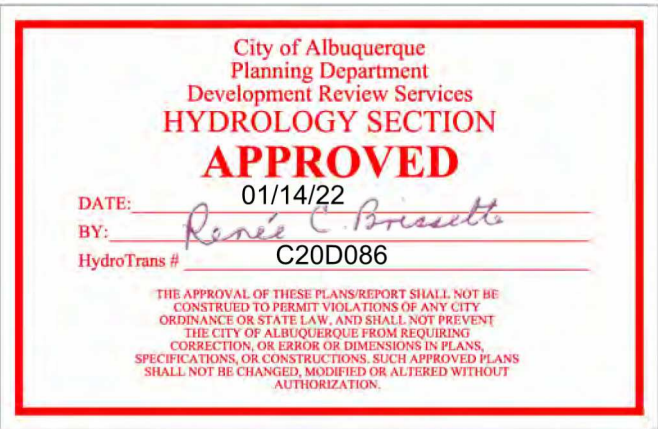 City of Albuquerque
Planning Department
Development Review Services
HYDROLOGY SECTION
APPROVED
DATE: 01/14/22
BY: Renée C. Brissette
HydroTrans # C20D086
THE APPROVAL OF THESE PLANS/REPORT SHALL NOT BE
CONSTRUED TO PERMIT VIOLATIONS OF ANY CITY
ORDINANCE OR STATE LAW, AND SHALL NOT PREVENT
THE CITY OF ALBUQUERQUE FROM REQUIRING
CORRECTION, OR ERROR OR DIMENSIONS IN PLANS,
SPECIFICATIONS, OR CONSTRUCTIONS. SUCH APPROVED PLANS
SHALL NOT BE CHANGED, MODIFIED OR ALTERED WITHOUT
AUTHORIZATION.